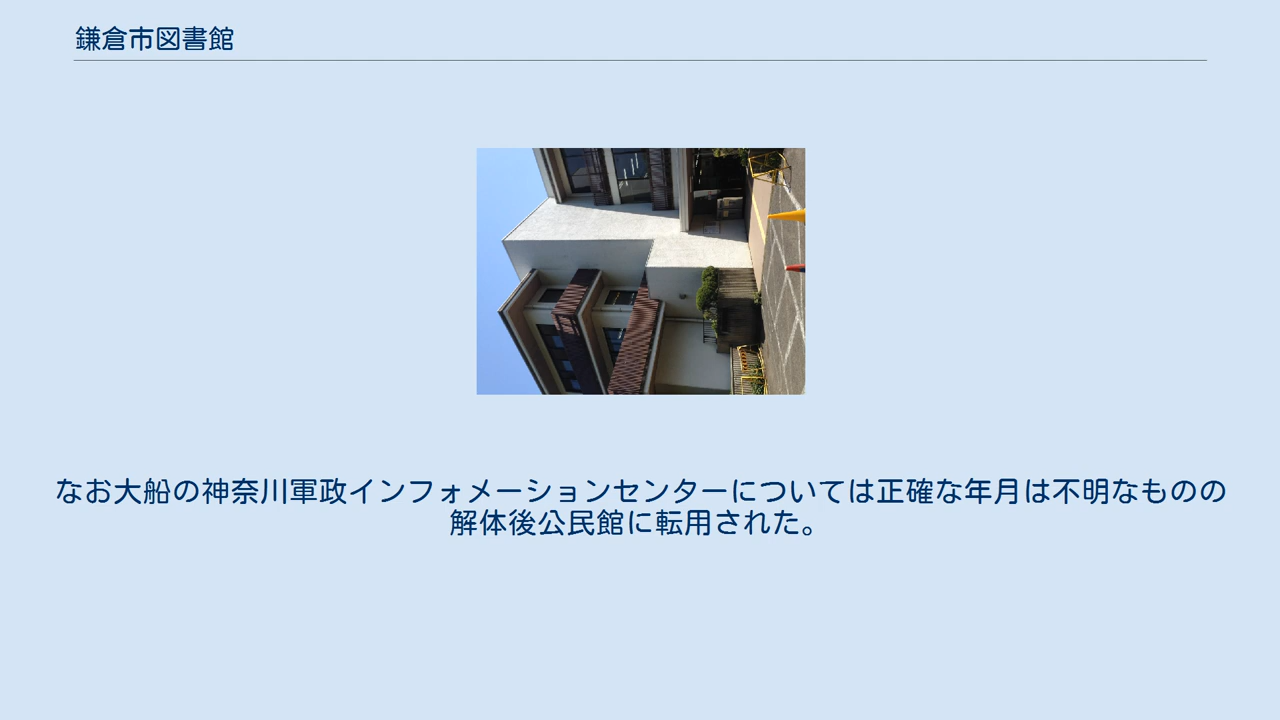 鎌倉市図書館
なお大船の神奈川軍政インフォメーションセンターについては正確な年月は不明なものの
解体後公民館に転用された。